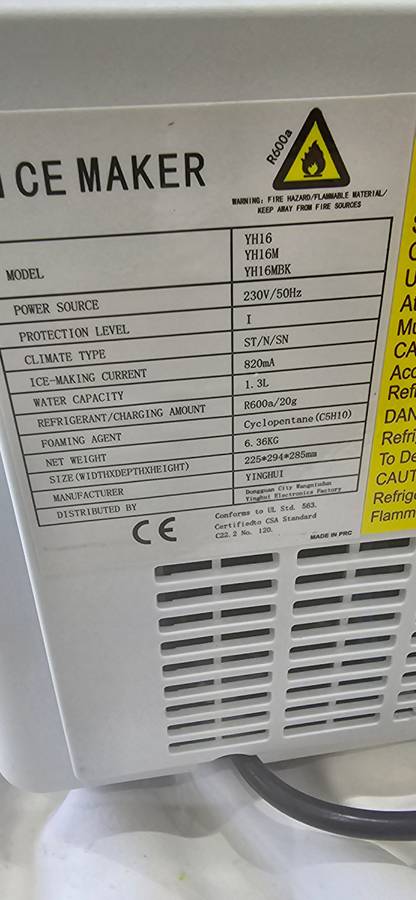 ICE MAKER
R600a
WARNING: FIRE HAZARD/FLAMMABLE MATERIAL/
KEEP AWAY FROM FIRE SOURCES
MODEL YH16
YH16M
YH16MBK
POWER SOURCE 230V/50Hz
PROTECTION LEVEL I
CLIMATE TYPE ST/N/SN
ICE-MAKING CURRENT 820mA
WATER CAPACITY 1.3L
REFRIGERANT/CHARGING AMOUNT R600a/20g
FOAMING AGENT Cyclopentane(C5H10)
NET WEIGHT 6.36KG
SIZE(WIDTHXDEPTHXHEIGHT) 225*294*285mm
MANUFACTURER YINGHUI
DISTRIBUTED BY Dongguan City Wangniudun
Yinghui Electronics Factory
CE
Conforms to UL Std. 563.
Certifiedto CSA Standard
C22.2 No. 120.
MADE IN PRC
DAN
To De
CAUT
Refrige
Flamm